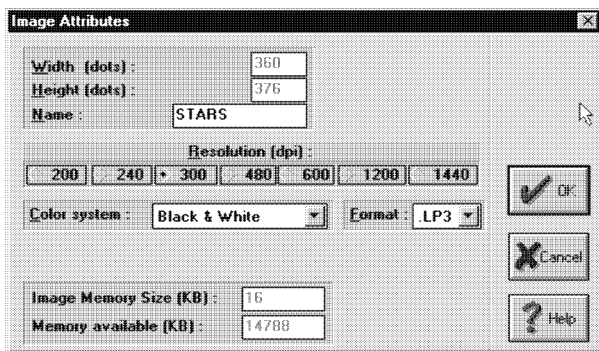 Image Attributes
Width (dots) : 360
Height (dots) : 376
Name : STARS
Resolution (dpi) :
200 240 300 480 600 1200 1440
Color system : Black & White Format : .LP3
OK
Cancel
Image Memory Size (KB) : 16
Memory available (KB) : 14788
Help